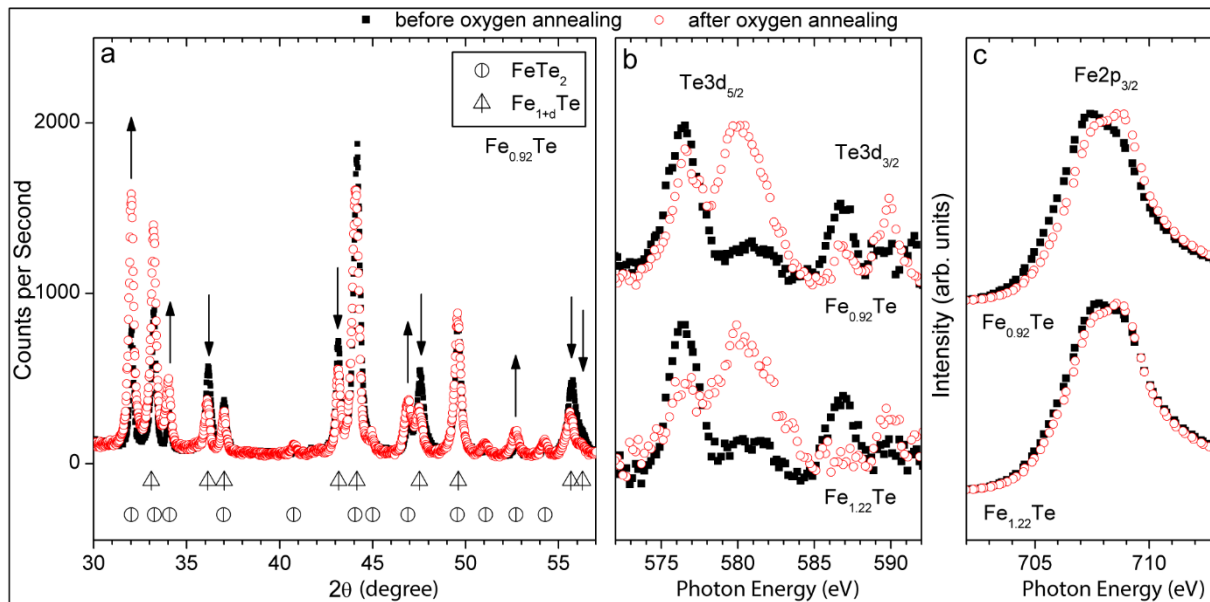 ■ before oxygen annealing ○ after oxygen annealing
a
FeTe₂
Fe₁₊dTe
Fe₀.₉₂Te
Counts per Second
2000
1000
0
30 35 40 45 50 55
2θ (degree)
b
Te3d₅/₂
Te3d₃/₂
Fe₀.₉₂Te
Fe₁.₂₂Te
575 580 585 590
Photon Energy (eV)
c
Fe2p₃/₂
Intensity (arb. units)
Fe₀.₉₂Te
Fe₁.₂₂Te
705 710
Photon Energy (eV)